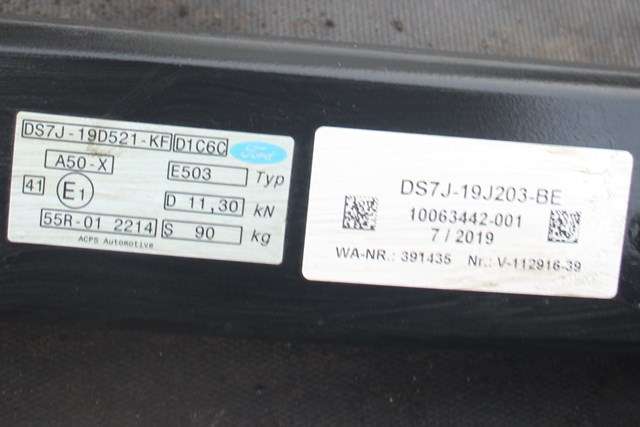 DS7J-19D521-KF D1C6C Ford
A50-X E503 Typ
41 E1 D 11,30 kN
55R-01 2214 S 90 kg
ACPS Automotive
DS7J-19J203-BE
10063442-001
7 / 2019
WA-NR.: 391435 Nr.: V-112916-39